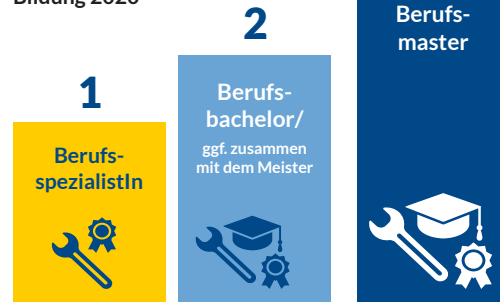 Bildung 2020
1
Berufs-
spezialistIn
2
Berufs-
bachelor/
ggf. zusammen
mit dem Meister
Berufs-
master